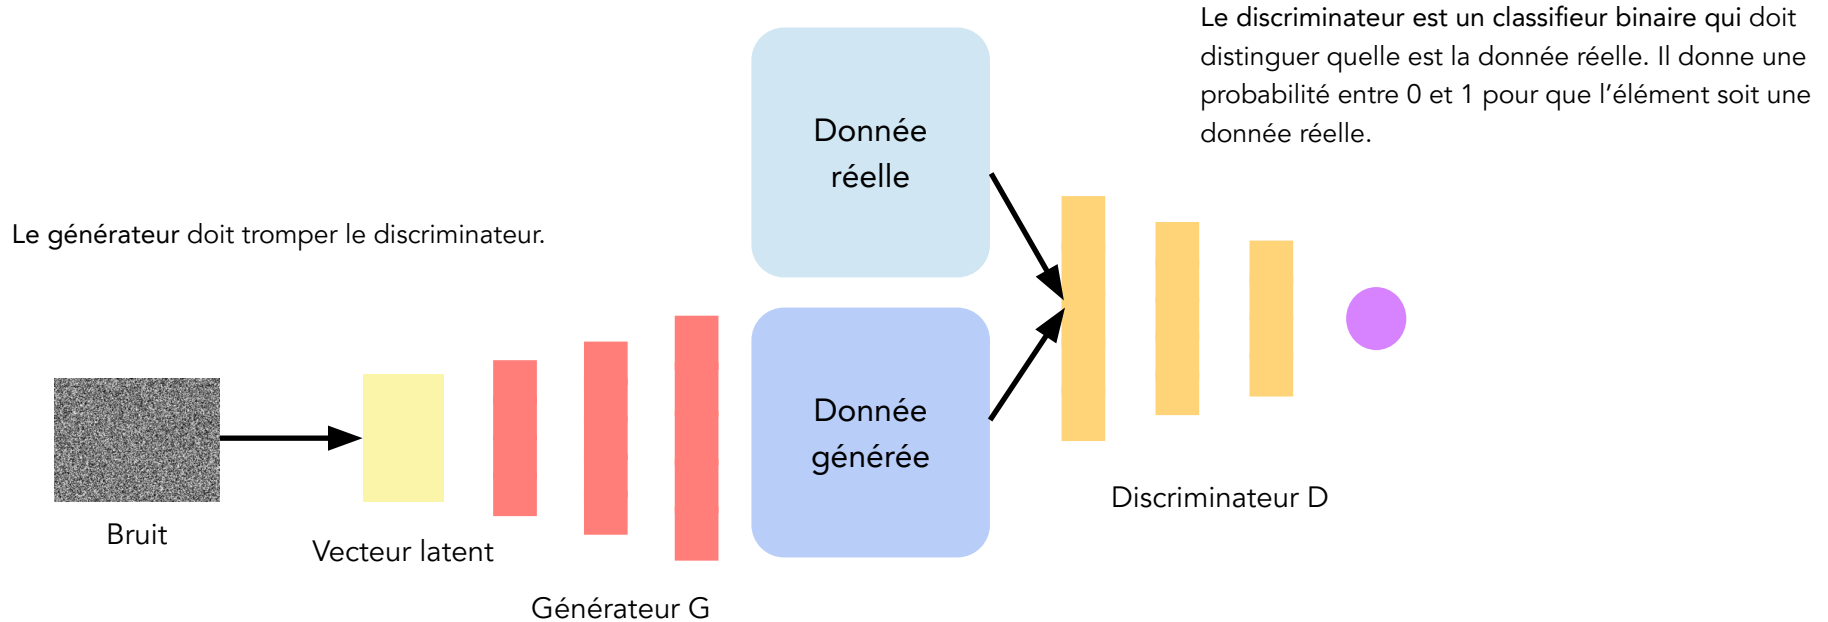 Le discriminateur est un classifieur binaire qui doit
distinguer quelle est la donnée réelle. Il donne une
probabilité entre 0 et 1 pour que l’élément soit une
donnée réelle.
Donnée
réelle
Le générateur doit tromper le discriminateur.
Donnée
générée
Discriminateur D
Bruit
Vecteur latent
Générateur G